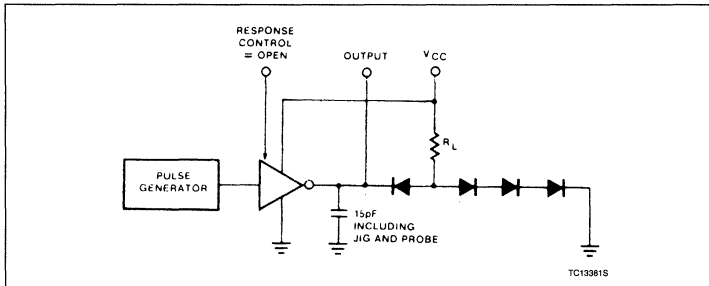 RESPONSE
CONTROL
= OPEN
OUTPUT
VCC
RL
PULSE
GENERATOR
15pF
INCLUDING
JIG AND PROBE
TC13381S